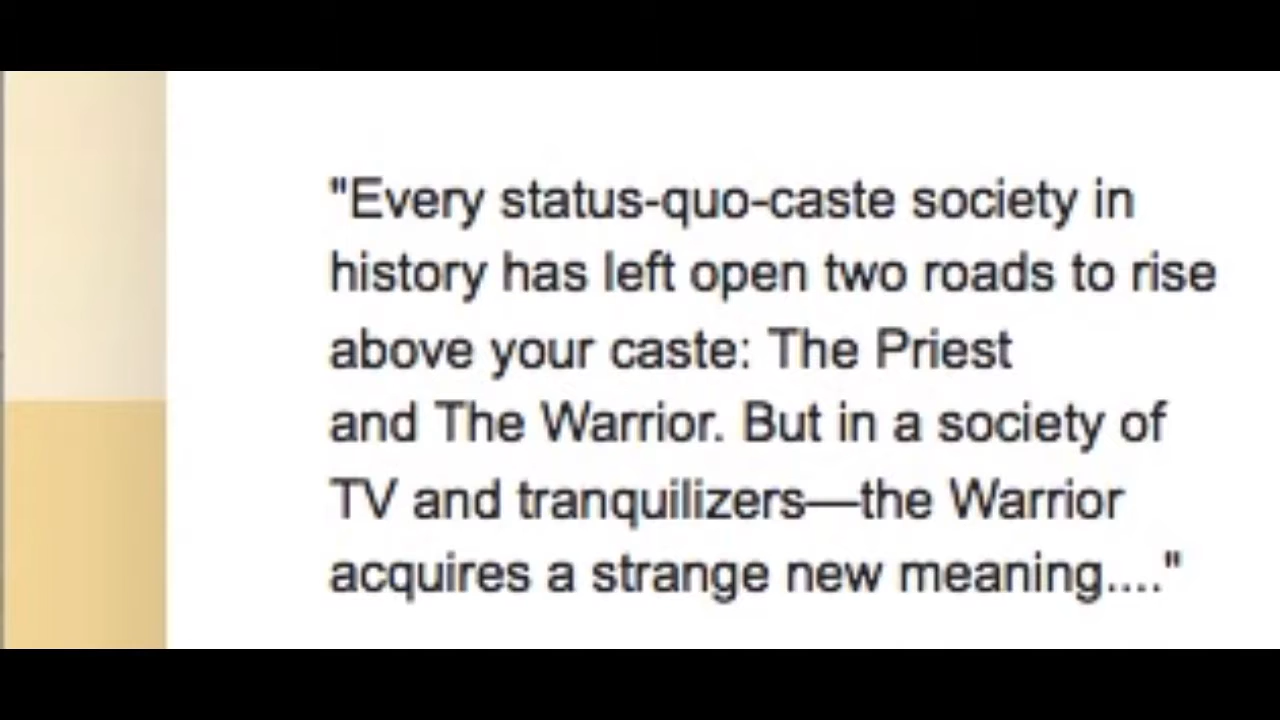 "Every status-quo-caste society in
history has left open two roads to rise
above your caste: The Priest
and The Warrior. But in a society of
TV and tranquilizers—the Warrior
acquires a strange new meaning...."